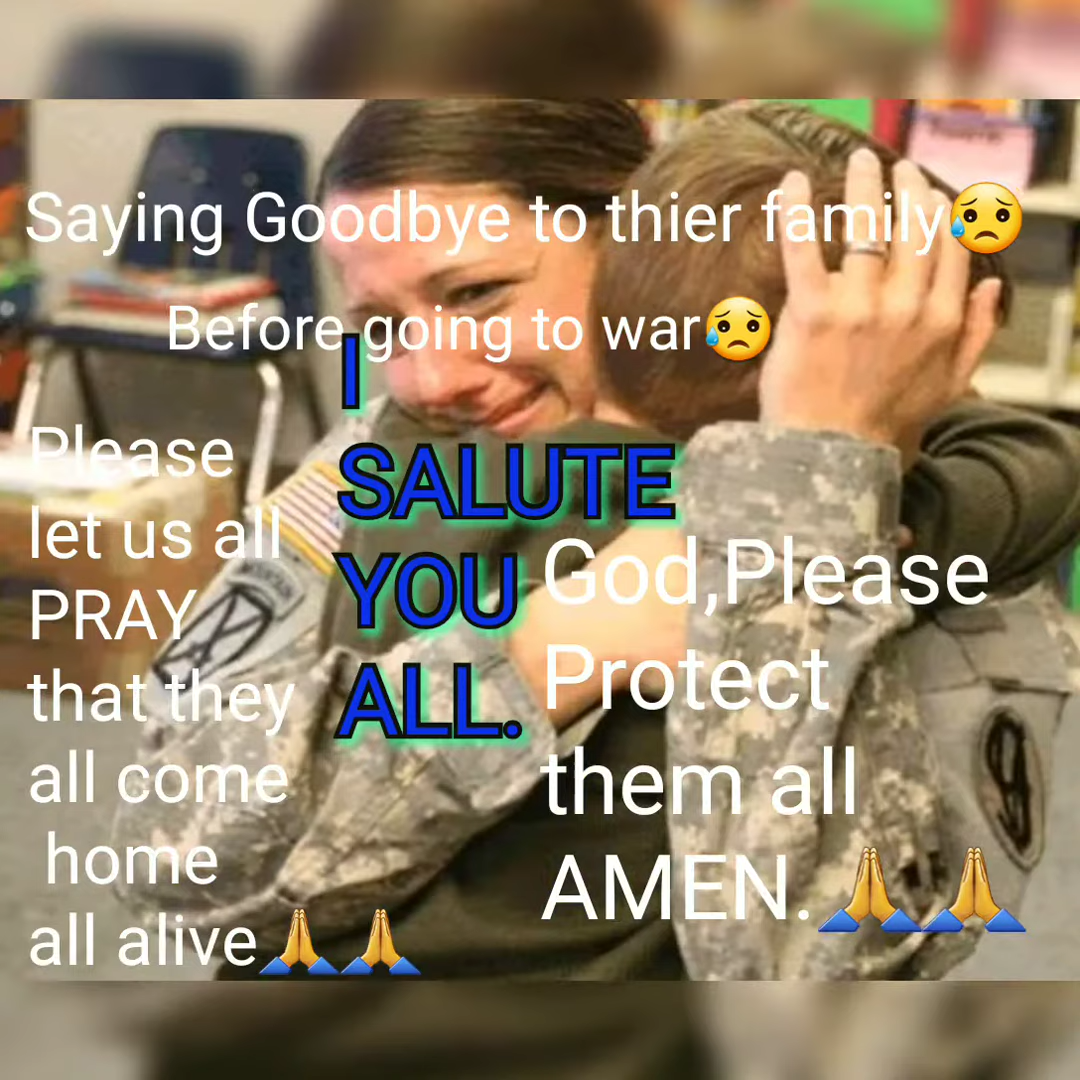 Saying Goodbye to thier family😥
Before going to war😥
I
SALUTE
YOU
ALL.
Please
let us all
PRAY
that they
all come
home
all alive🙏🙏
God,Please
Protect
them all
AMEN.🙏🙏